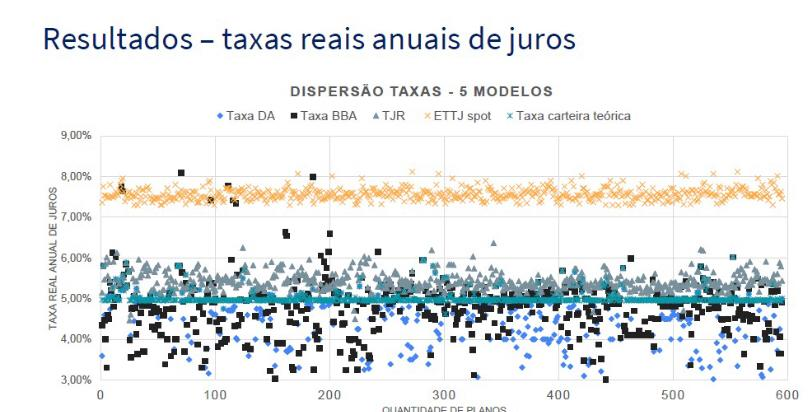 Resultados – taxas reais anuais de juros
DISPERSÃO TAXAS - 5 MODELOS
Taxa DA Taxa BBA TJR ETTJ spot Taxa carteira teórica
9,00%
8,00%
7,00%
6,00%
5,00%
4,00%
3,00%
TAXA REAL ANUAL DE JUROS
0 100 200 300 400 500 600
QUANTIDADE DE PLANOS